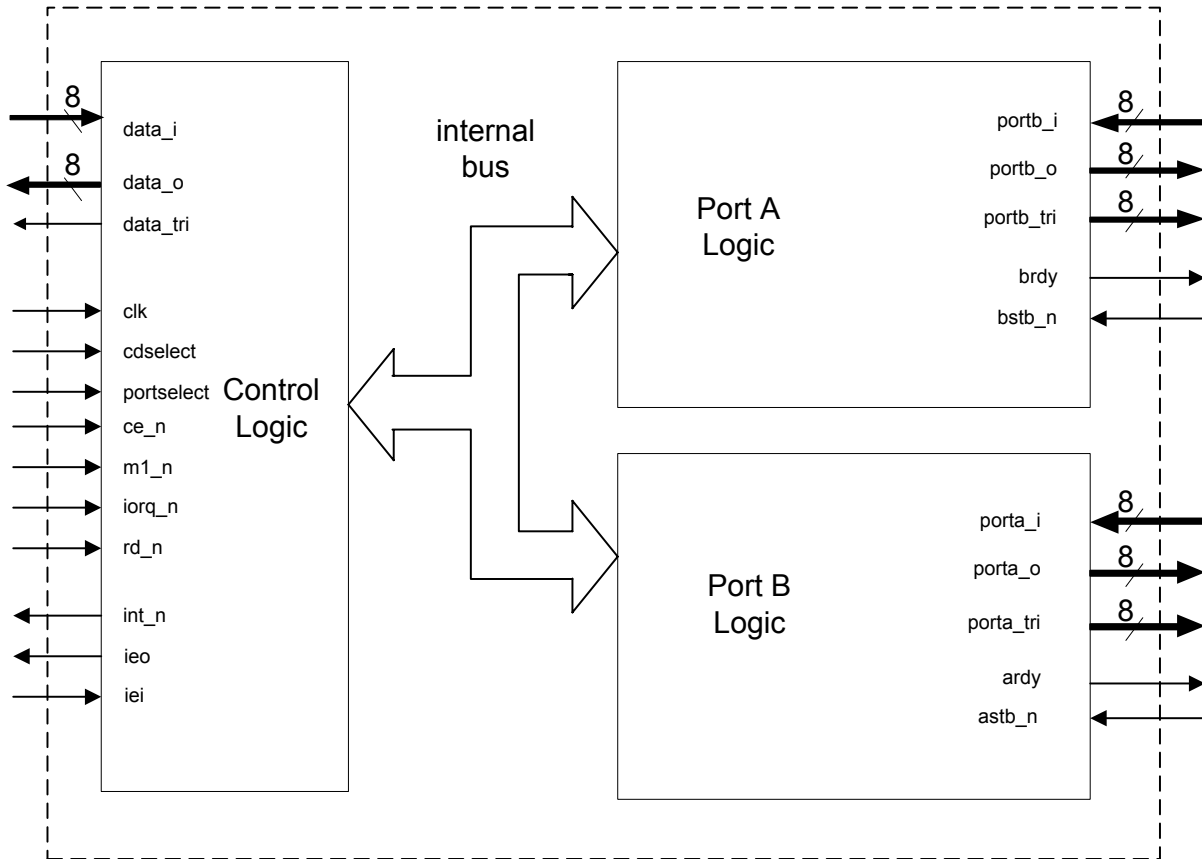 8
data_i
8
data_o
data_tri
clk
cdselect
portselect
ce_n
m1_n
iorq_n
rd_n
int_n
ieo
iei
Control
Logic
internal
bus
Port A
Logic
8
portb_i
8
portb_o
8
portb_tri
brdy
bstb_n
Port B
Logic
8
porta_i
8
porta_o
8
porta_tri
ardy
astb_n